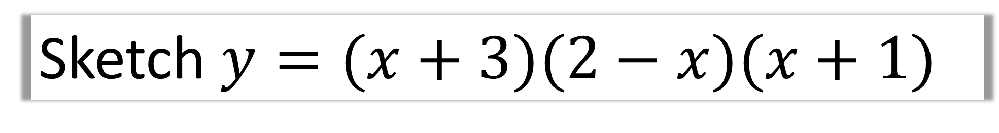 Sketch 𝑦 = (𝑥 + 3)(2 − 𝑥)(𝑥 + 1)